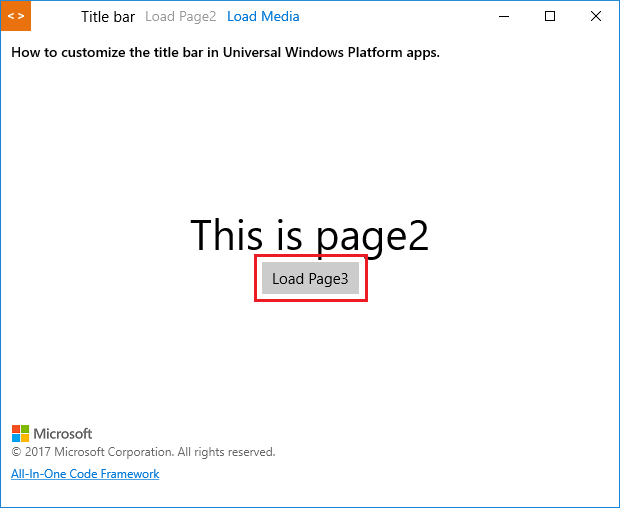 < > Title bar Load Page2 Load Media
How to customize the title bar in Universal Windows Platform apps.
This is page2
Load Page3
Microsoft
© 2017 Microsoft Corporation. All rights reserved.
All-In-One Code Framework